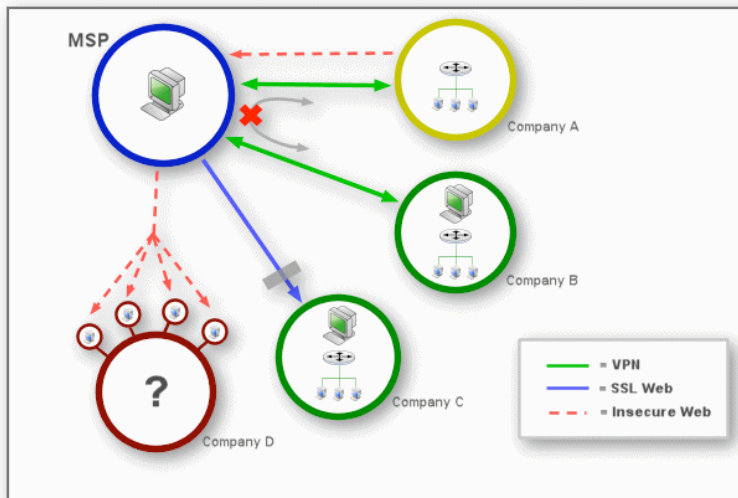 MSP
Company A
Company B
Company C
?
Company D
= VPN
= SSL Web
= Insecure Web